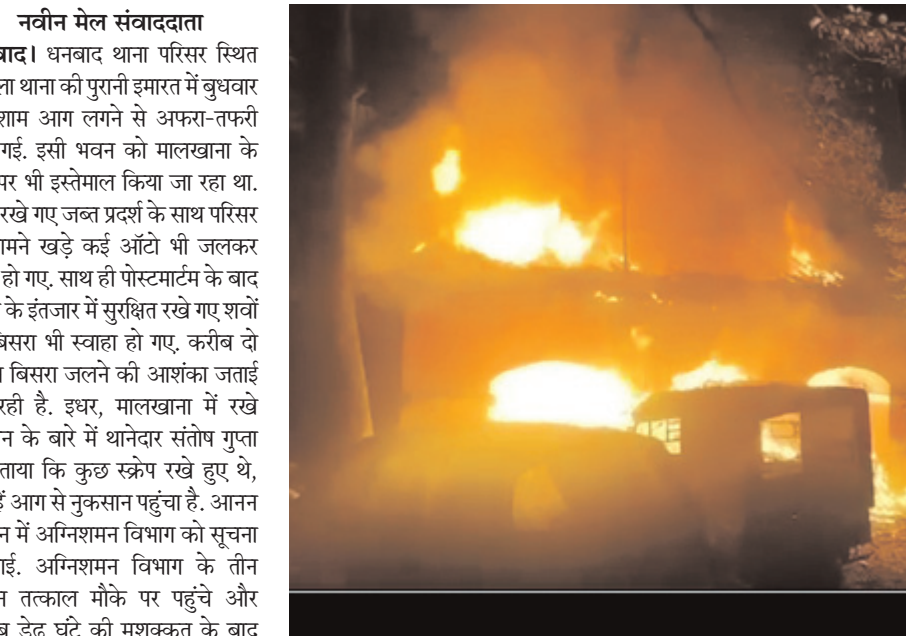 नवीन मेल संवाददाता
बाद। धनबाद थाना परिसर स्थित
ला थाना की पुरानी इमारत में बुधवार
शाम आग लगने से अफरा-तफरी
गई. इसी भवन को मालखाना के
पर भी इस्तेमाल किया जा रहा था.
रखे गए जब्त प्रदर्श के साथ परिसर
ामने खड़े कई ऑटो भी जलकर
हो गए. साथ ही पोस्टमार्टम के बाद
के इंतजार में सुरक्षित रखे गए शवों
बिसरा भी स्वाहा हो गए. करीब दो
बिसरा जलने की आशंका जताई
रही है. इधर, मालखाना में रखे
न के बारे में थानेदार संतोष गुप्ता
ताया कि कुछ स्क्रेप रखे हुए थे,
हें आग से नुकसान पहुंचा है. आनन
न में अग्निशमन विभाग को सूचना
गई. अग्निशमन विभाग के तीन
न तत्काल मौके पर पहुंचे और
ब डेढ़ घंटे की मशक्कत के बाद